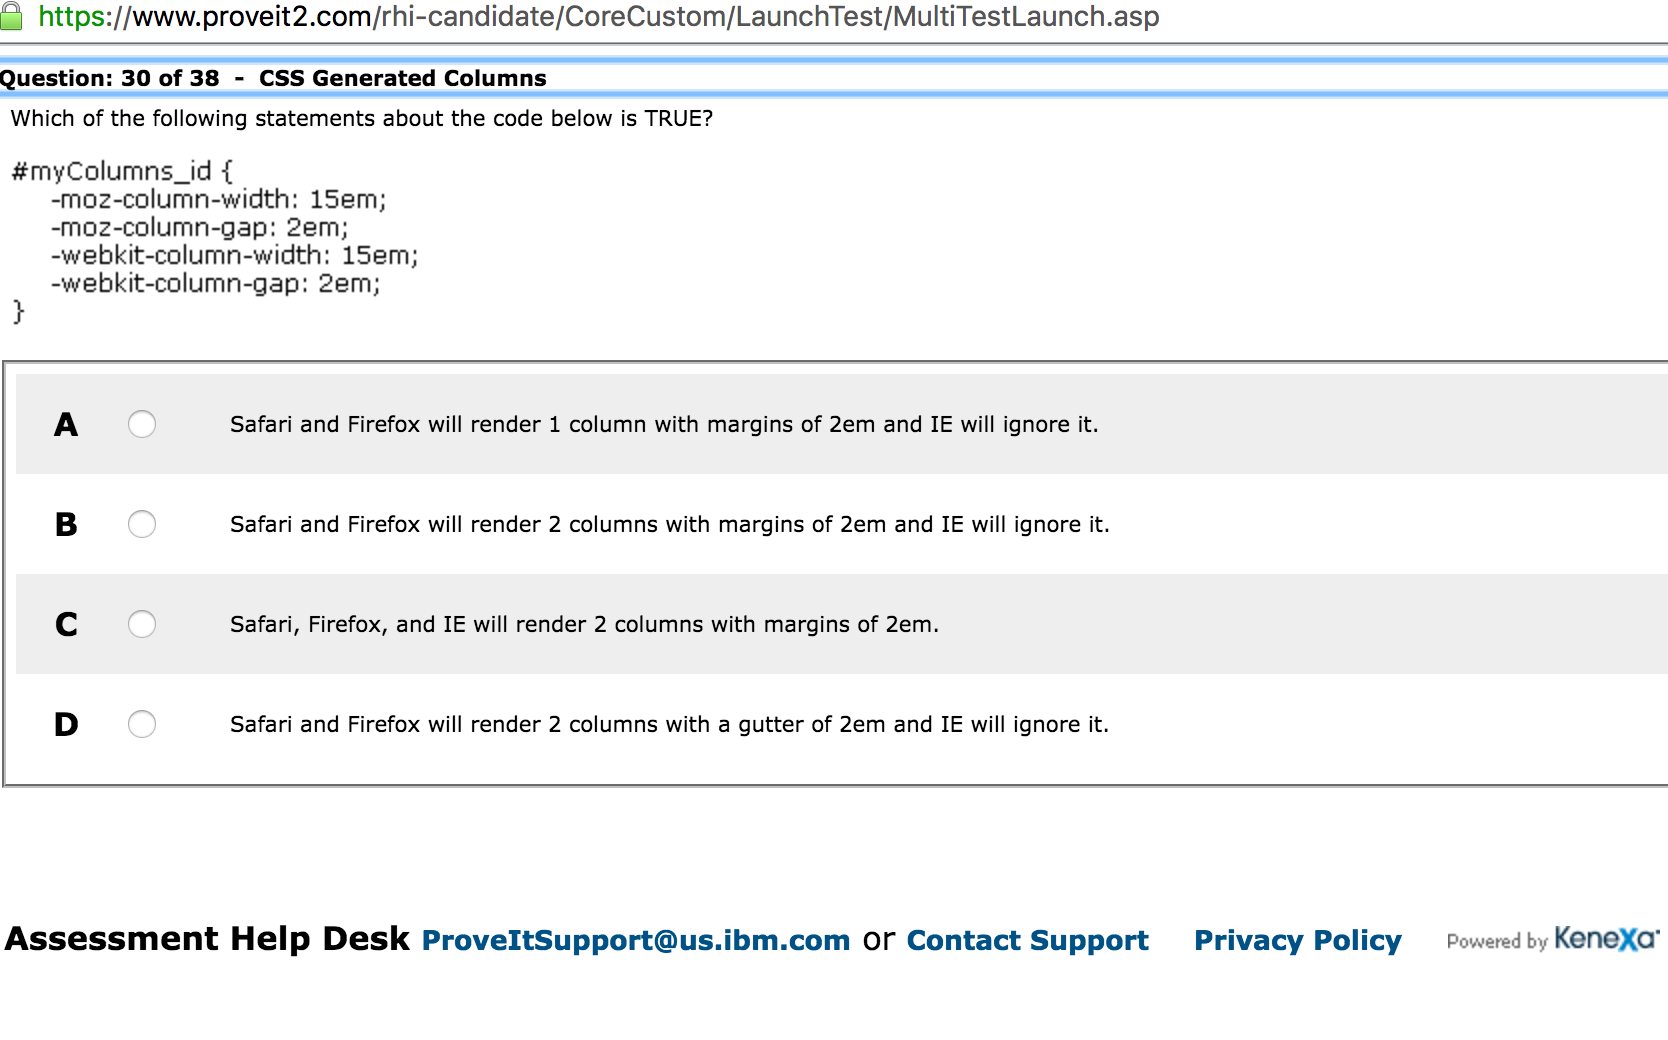 https://www.proveit2.com/rhi-candidate/CoreCustom/LaunchTest/MultiTestLaunch.asp
Question: 30 of 38 - CSS Generated Columns
Which of the following statements about the code below is TRUE?
#myColumns_id {
-moz-column-width: 15em;
-moz-column-gap: 2em;
-webkit-column-width: 15em;
-webkit-column-gap: 2em;
}
A Safari and Firefox will render 1 column with margins of 2em and IE will ignore it.
B Safari and Firefox will render 2 columns with margins of 2em and IE will ignore it.
C Safari, Firefox, and IE will render 2 columns with margins of 2em.
D Safari and Firefox will render 2 columns with a gutter of 2em and IE will ignore it.
Assessment Help Desk ProveItSupport@us.ibm.com or Contact Support Privacy Policy Powered by Kenexa